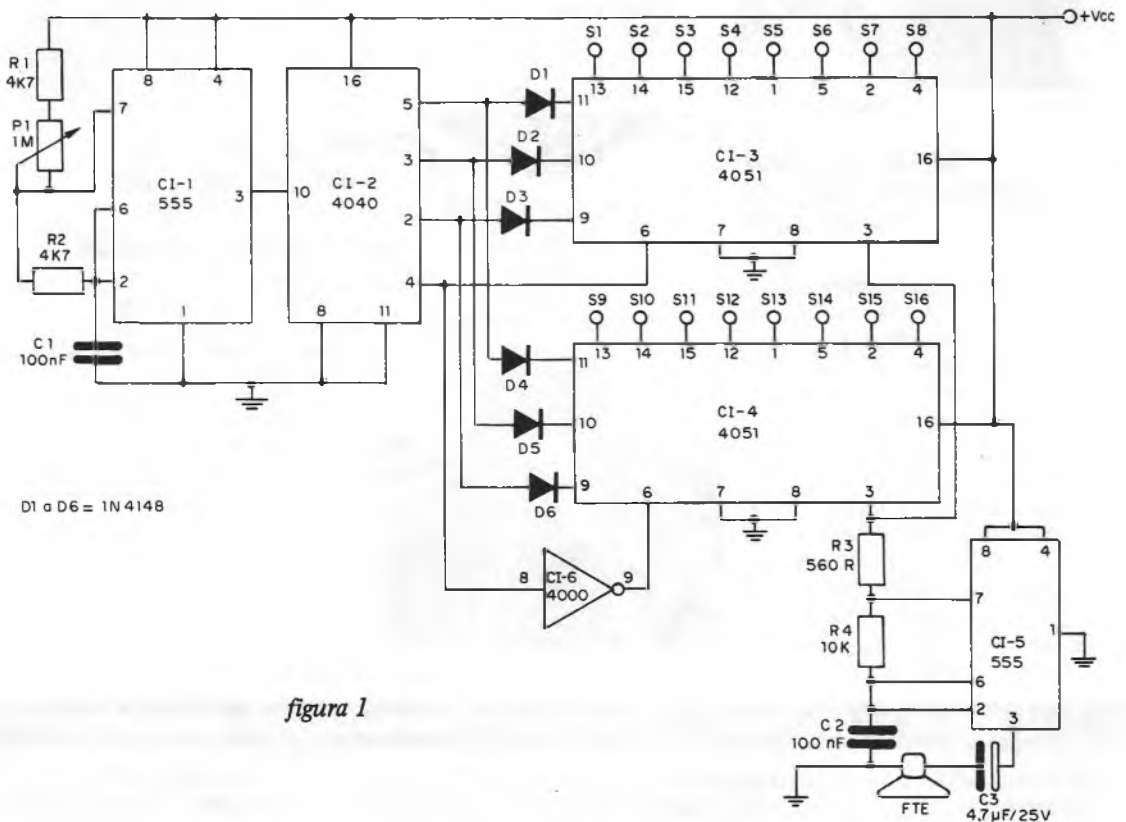 +Vcc
S1 S2 S3 S4 S5 S6 S7 S8
R1
4K7
8 4
16
D1
11
13 14 15 12 1 5 2 4
5
7
P1
1M
D2
10
CI-3
4051
16
3
CI-1
555
3
10
CI-2
4040
D3
9
2
6
6 7 8 3
R2
4K7
2
4
S9 S10 S11 S12 S13 S14 S15 S16
1
8 11
C1
100nF
13 14 15 12 1 5 2 4
11
D4
10
CI-4
4051
16
D5
9
D6
6 7 8 3
D1 a D6= 1N4148
R3
560 R
8 4
8
CI-6
4000
9
7
R4
10K
1
CI-5
555
6
2
3
figura 1
C2
100 nF
FTE
C3
4,7µF/25V